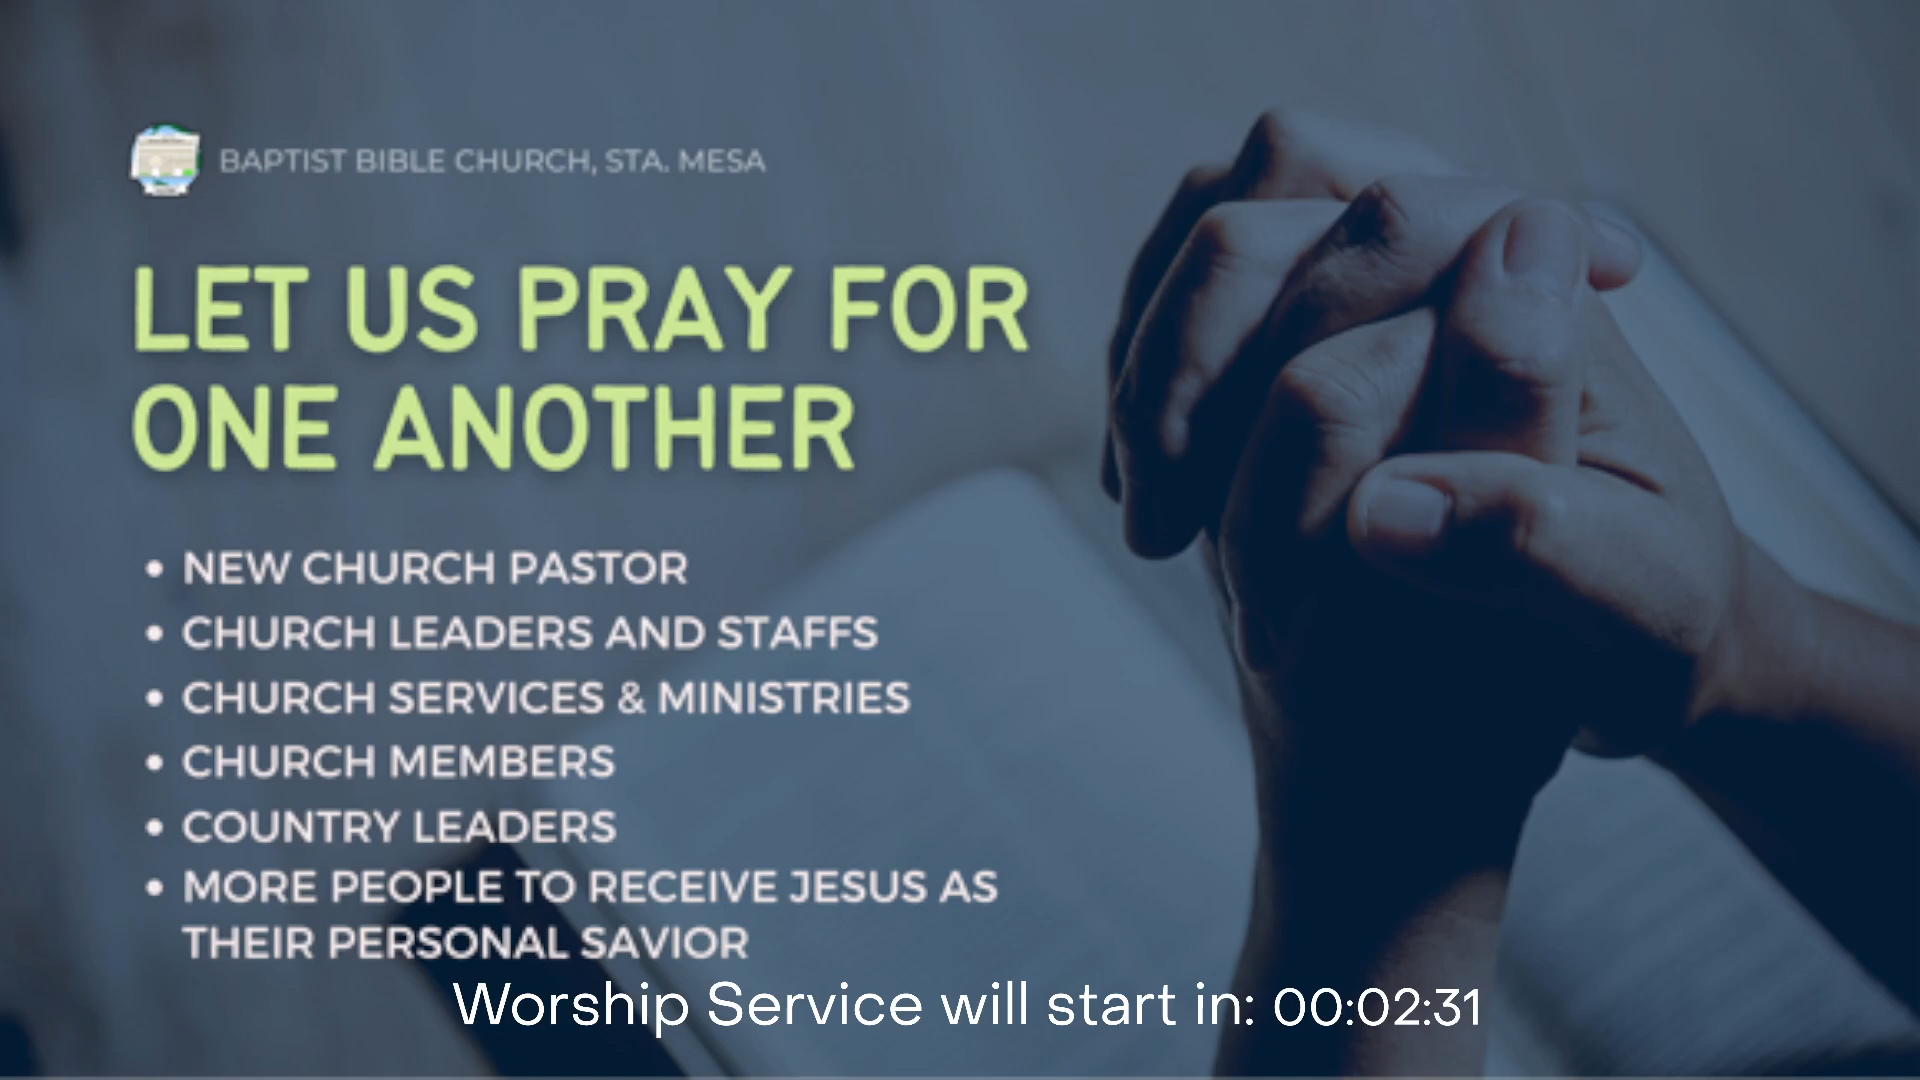 BAPTIST BIBLE CHURCH, STA. MESA
LET US PRAY FOR
ONE ANOTHER
• NEW CHURCH PASTOR
• CHURCH LEADERS AND STAFFS
• CHURCH SERVICES & MINISTRIES
• CHURCH MEMBERS
• COUNTRY LEADERS
• MORE PEOPLE TO RECEIVE JESUS AS
THEIR PERSONAL SAVIOR
Worship Service will start in: 00:02:31